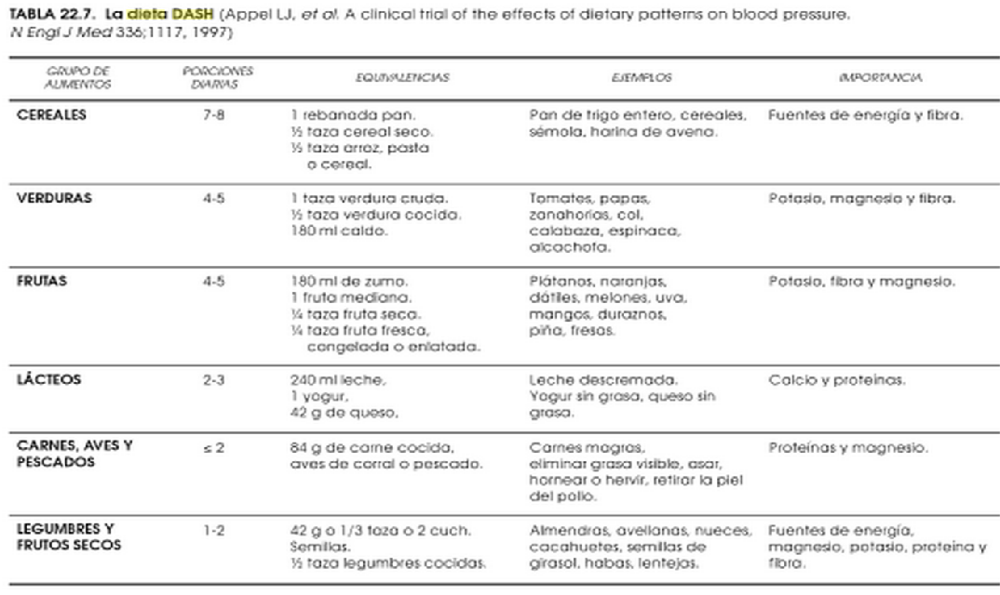 TABLA 22.7. La dieta DASH (Appel LJ, et al. A clinical trial of the effects of dietary patterns on blood pressure.
N Engl J Med 336;1117, 1997)
GRUPO DE ALIMENTOS PORCIONES DIARIAS EQUIVALENCIAS EJEMPLOS IMPORTANCIA
CEREALES 7-8 1 rebanada pan. Pan de trigo entero, cereales, Fuentes de energía y fibra.
½ taza cereal seco. sémola, harina de avena.
½ taza arroz, pasta
o cereal.
VERDURAS 4-5 1 taza verdura cruda. Tomates, papas, Potasio, magnesio y fibra.
½ taza verdura cocida. zanahorias, col,
180 ml caldo. calabaza, espinaca,
alcachofa.
FRUTAS 4-5 180 ml de zumo. Plátanos, naranjas, Potasio, fibra y magnesio.
1 fruta mediana. dátiles, melones, uva,
¼ taza fruta seca. mangos, duraznos,
¼ taza fruta fresca, piña, fresas.
congelada o enlatada.
LÁCTEOS 2-3 240 ml leche, Leche descremada. Calcio y proteínas.
1 yogur, Yogur sin grasa, queso sin
42 g de queso, grasa.
CARNES, AVES Y ≤ 2 84 g de carne cocida, Carnes magras, Proteínas y magnesio.
PESCADOS aves de corral o pescado. eliminar grasa visible, asar,
hornear o hervir, retirar la piel
del pollo.
LEGUMBRES Y 1-2 42 g o 1/3 taza o 2 cuch. Almendras, avellanas, nueces, Fuentes de energía,
FRUTOS SECOS Semillas. cacahuetes, semillas de magnesio, potasio, proteína y
½ taza legumbres cocidas. girasol, habas, lentejas. fibra.